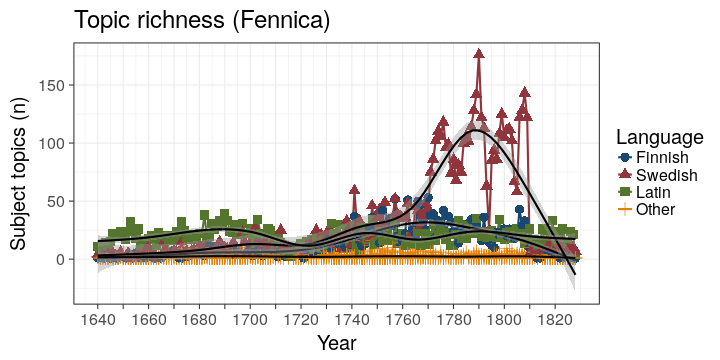 Topic richness (Fennica)
Subject topics (n)
150
100
50
0
1640 1660 1680 1700 1720 1740 1760 1780 1800 1820
Year
Language
Finnish
Swedish
Latin
Other